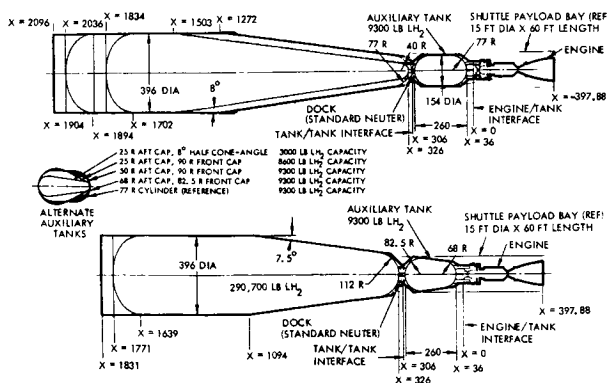 X = 2096
X = 2036
X = 1834
X = 1503
X = 1272
AUXILIARY TANK
9300 LB LH2
SHUTTLE PAYLOAD BAY (REF
15 FT DIA X 60 FT LENGTH
ENGINE
77 R
40 R
77 R
396 DIA
8°
154 DIA
X = -397.88
X = 1904
X = 1894
X = 1702
DOCK
(STANDARD NEUTER)
TANK/TANK
INTERFACE
260
X = 306
X = 326
X = 0
X = 36
ENGINE/TANK
INTERFACE
25 R AFT CAP, 8° HALF CONE-ANGLE 3000 LB LH2 CAPACITY
25 R AFT CAP, 90 R FRONT CAP 8600 LB LH2 CAPACITY
50 R AFT CAP, 90 R FRONT CAP 9300 LB LH2 CAPACITY
68 R AFT CAP, 82.5 R FRONT CAP 9300 LB LH2 CAPACITY
77 R CYLINDER (REFERENCE) 9300 LB LH2 CAPACITY
ALTERNATE
AUXILIARY
TANKS
AUXILIARY TANK
9300 LB LH2
SHUTTLE PAYLOAD BAY (REF
15 FT DIA X 60 FT LENGTH
ENGINE
82.5 R
68 R
7.5°
396 DIA
290,700 LB LH2
112 R
X = 397.88
DOCK
(STANDARD NEUTER)
TANK/TANK
INTERFACE
260
ENGINE/TANK
INTERFACE
X = 0
X = 36
X = 306
X = 326
X = 1639
X = 1771
X = 1831
X = 1094